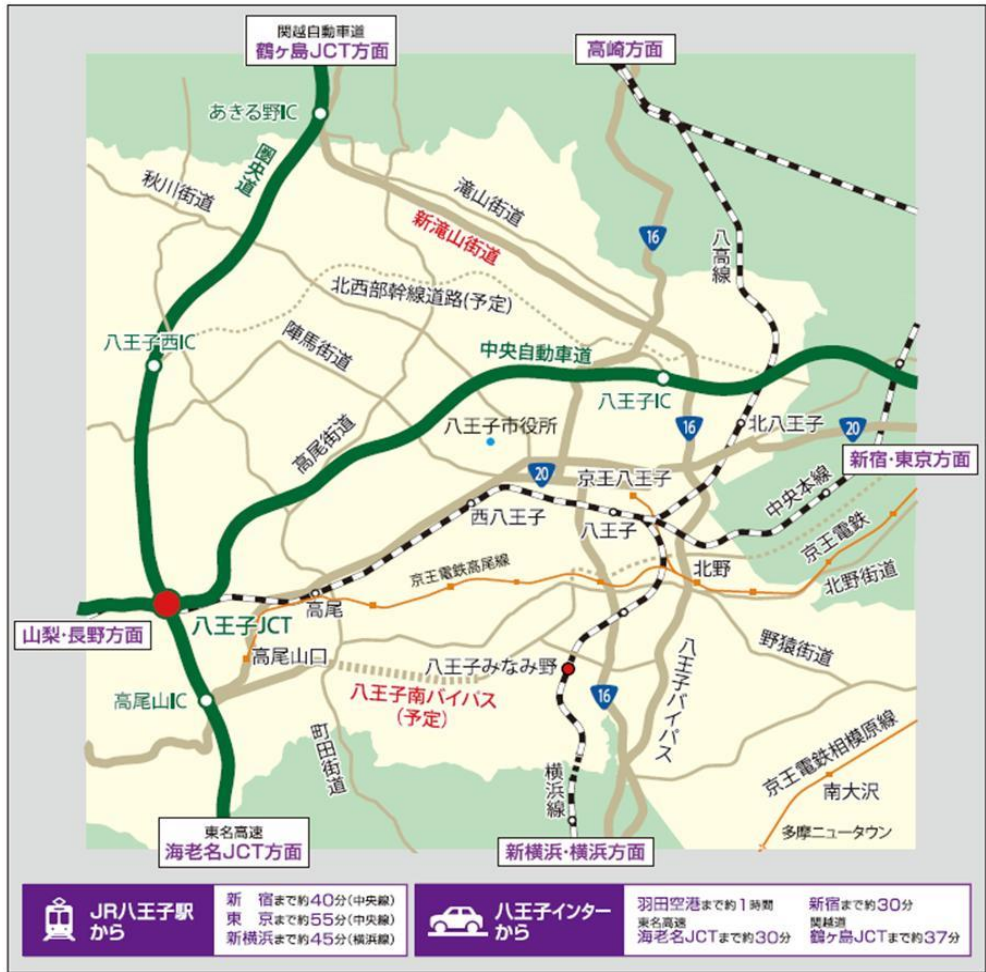 関越自動車道
鶴ヶ島JCT方面
高崎方面
あきる野IC
圏央道
秋川街道
滝山街道
新滝山街道
16
八高線
北西部幹線道路(予定)
八王子西IC
陣馬街道
中央自動車道
八王子IC
高尾街道
八王子市役所
16
北八王子
20
新宿・東京方面
20
京王八王子
中央本線
西八王子
八王子
京王電鉄
京王電鉄高尾線
北野
北野街道
高尾
八王子JCT
山梨・長野方面
高尾山口
八王子みなみ野
野猿街道
八王子バイパス
高尾山IC
八王子南バイパス
(予定)
16
町田街道
横浜線
京王電鉄相模原線
南大沢
多摩ニュータウン
東名高速
海老名JCT方面
新横浜・横浜方面
JR八王子駅
から
新 宿まで約40分(中央線)
東 京まで約55分(中央線)
新横浜まで約45分(横浜線)
八王子インター
から
羽田空港まで約1時間
東名高速
海老名JCTまで約30分
新宿まで約30分
関越道
鶴ヶ島JCTまで約37分